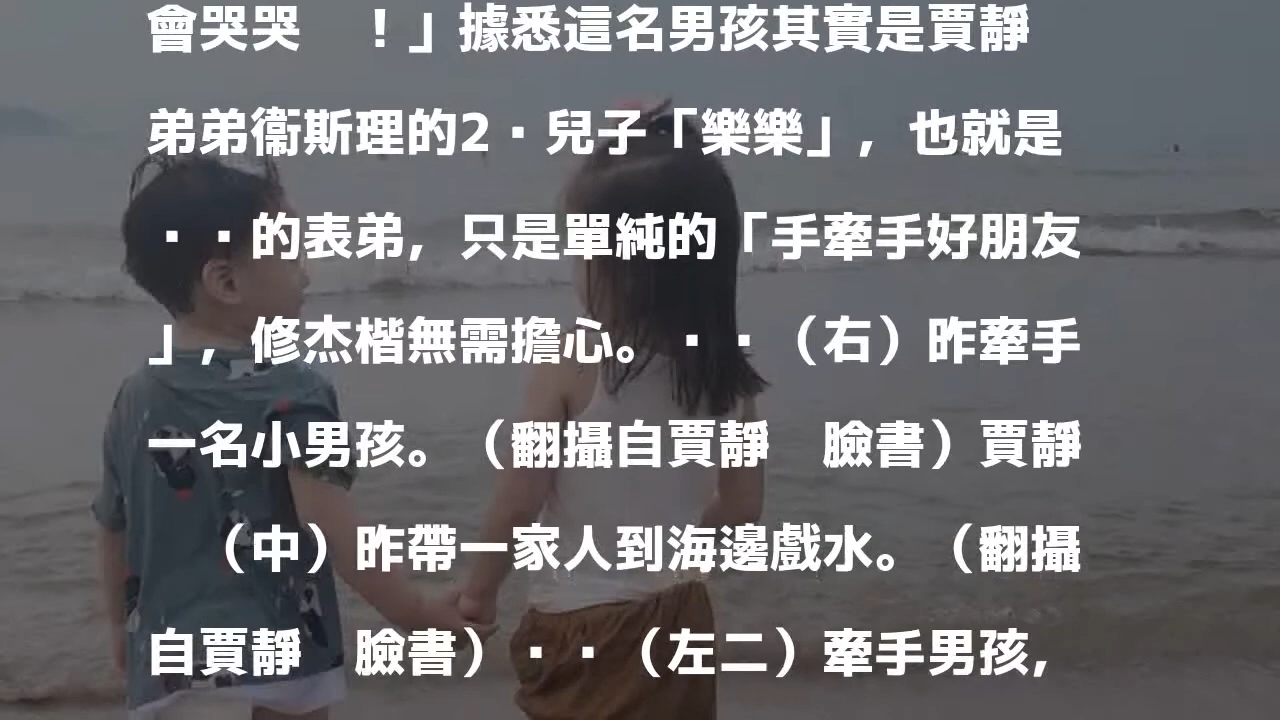 會哭哭　！」據悉這名男孩其實是賈靜
弟弟衞斯理的2·兒子「樂樂」，也就是
··的表弟，只是單純的「手牽手好朋友
」，修杰楷無需擔心。··（右）昨牽手
一名小男孩。（翻攝自賈靜　臉書）賈靜
　（中）昨帶一家人到海邊戲水。（翻攝
自賈靜　臉書）··（左二）牽手男孩，